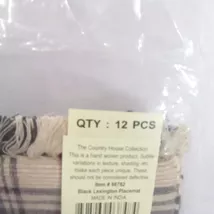 QTY : 12 PCS
The Country House Collection
This is a hand woven product. Subtle
variations in texture, shading, etc.
make each piece unique. These
should not be considered defective.
Item # 98792
Black Lexington Placemat
MADE IN INDIA